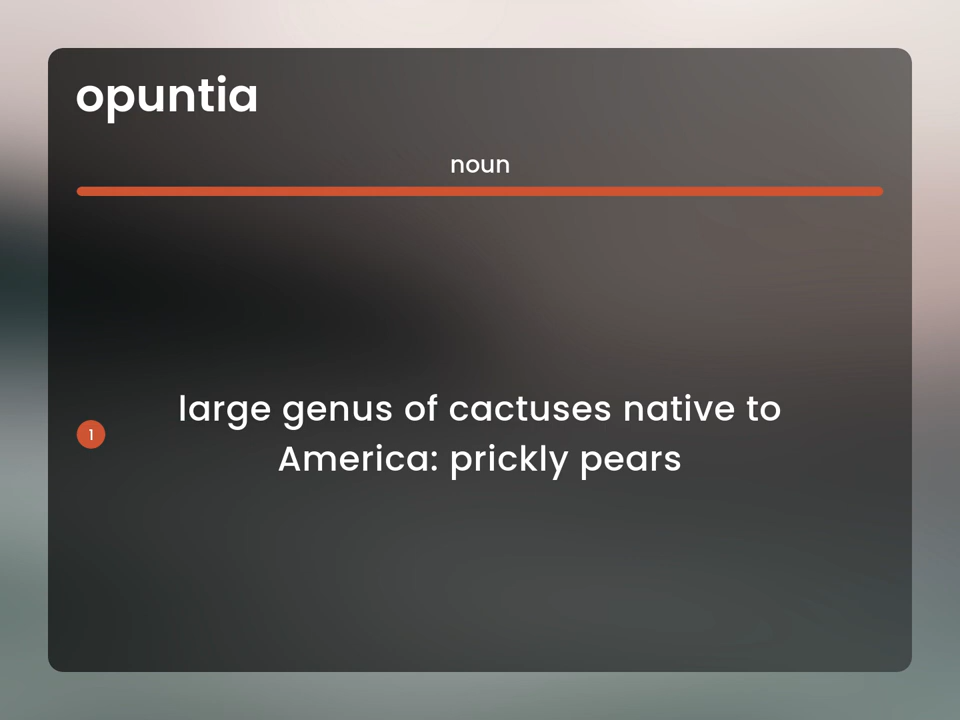 opuntia
noun
1
large genus of cactuses native to
America: prickly pears